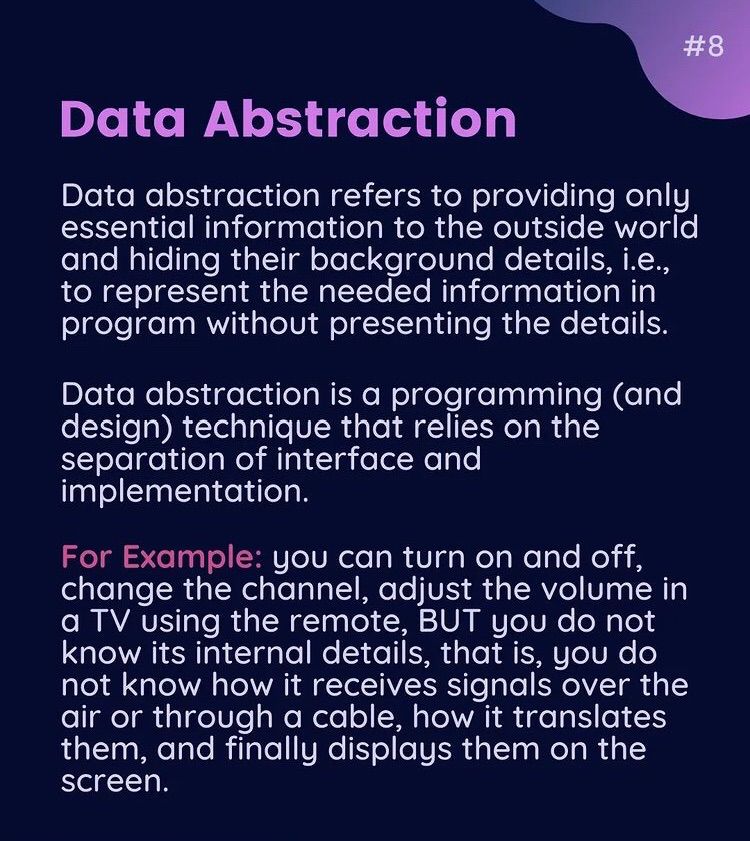 #8
Data Abstraction
Data abstraction refers to providing only
essential information to the outside world
and hiding their background details, i.e.,
to represent the needed information in
program without presenting the details.
Data abstraction is a programming (and
design) technique that relies on the
separation of interface and
implementation.
For Example: you can turn on and off,
change the channel, adjust the volume in
a TV using the remote, BUT you do not
know its internal details, that is, you do
not know how it receives signals over the
air or through a cable, how it translates
them, and finally displays them on the
screen.